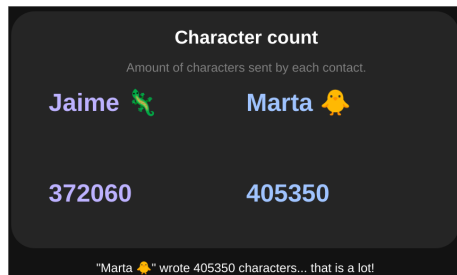 Character count
Amount of characters sent by each contact.
Jaime 🦎 Marta 🐥
372060 405350
"Marta 🐥" wrote 405350 characters... that is a lot!